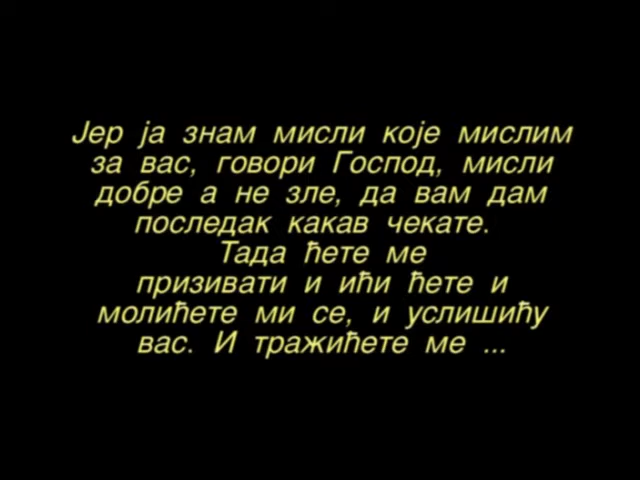 Јер ја знам мисли које мислим
за вас, говори Господ, мисли
добре а не зле, да вам дам
последак какав чекате.
Тада ћете ме
призивати и ићи ћете и
молићете ми се, и услишићу
вас. И тражићете ме ...